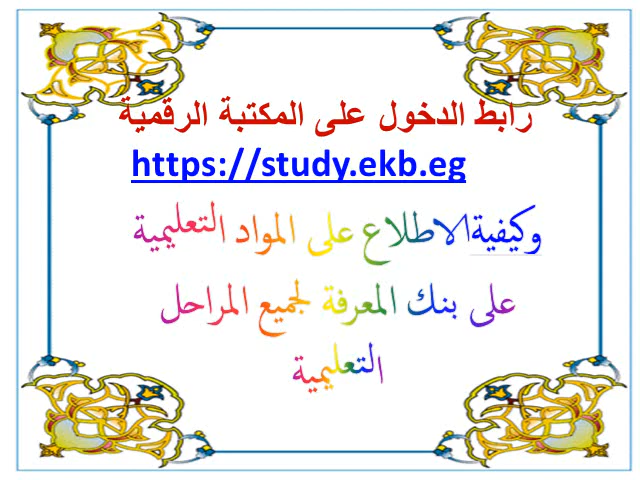 رابط الدخول على المكتبة الرقمية
https://study.ekb.eg
وكيفية الاطلاع على المواد التعليمية
على بنك المعرفة لجميع المراحل
التعليمية